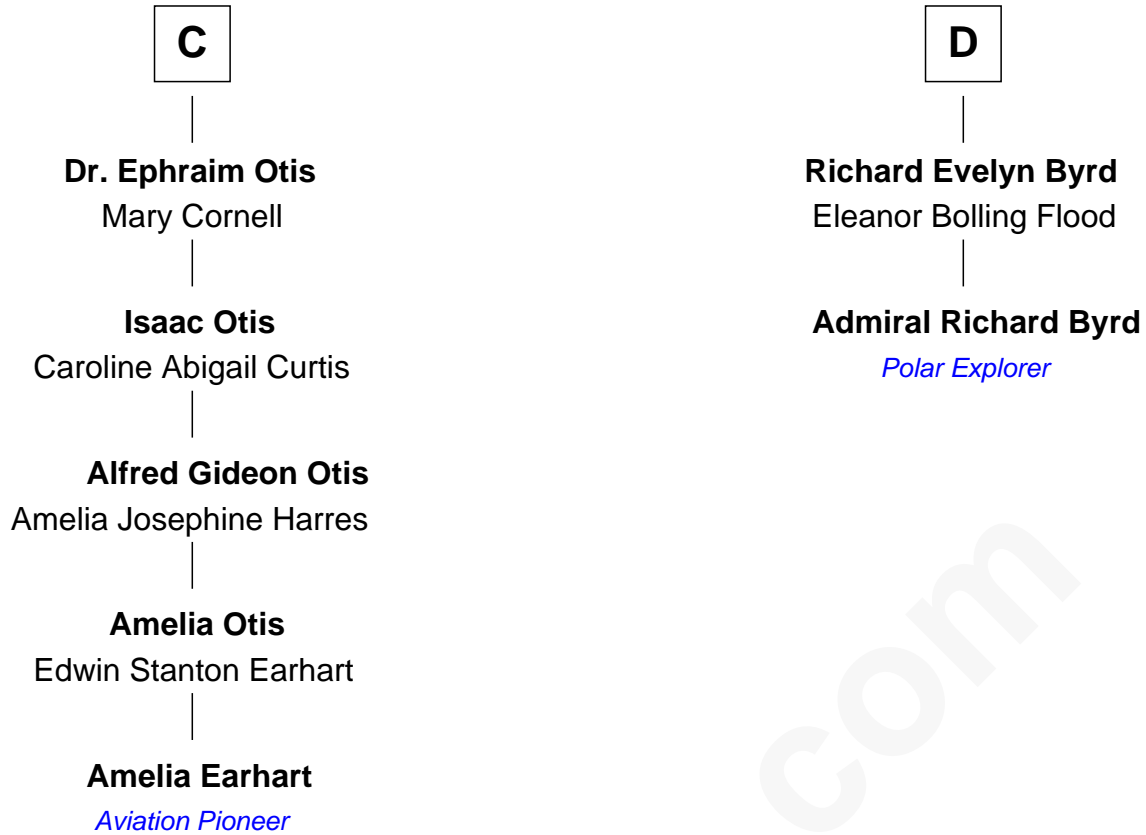 C
Dr. Ephraim Otis
Mary Cornell
Isaac Otis
Caroline Abigail Curtis
Alfred Gideon Otis
Amelia Josephine Harres
Amelia Otis
Edwin Stanton Earhart
Amelia Earhart
Aviation Pioneer
D
Richard Evelyn Byrd
Eleanor Bolling Flood
Admiral Richard Byrd
Polar Explorer
com